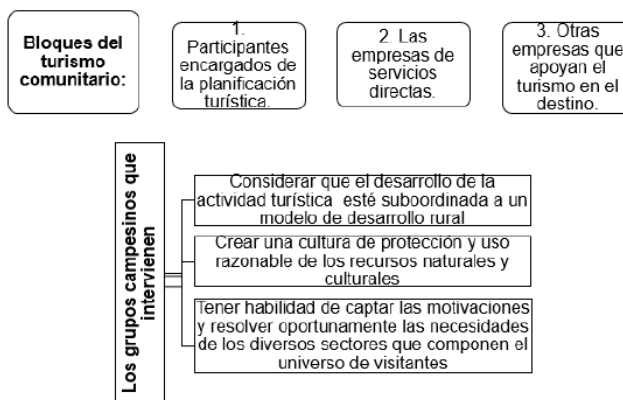 Bloques del
turismo
comunitario:
1.
Participantes
encargados de
la planificación
turística.
2. Las
empresas de
servicios
directas.
3. Otras
empresas que
apoyan el
turismo en el
destino.
Los grupos campesinos que
intervienen
Considerar que el desarrollo de la
actividad turística esté subordinada a un
modelo de desarrollo rural
Crear una cultura de protección y uso
razonable de los recursos naturales y
culturales
Tener habilidad de captar las motivaciones
y resolver oportunamente las necesidades
de los diversos sectores que componen el
universo de visitantes